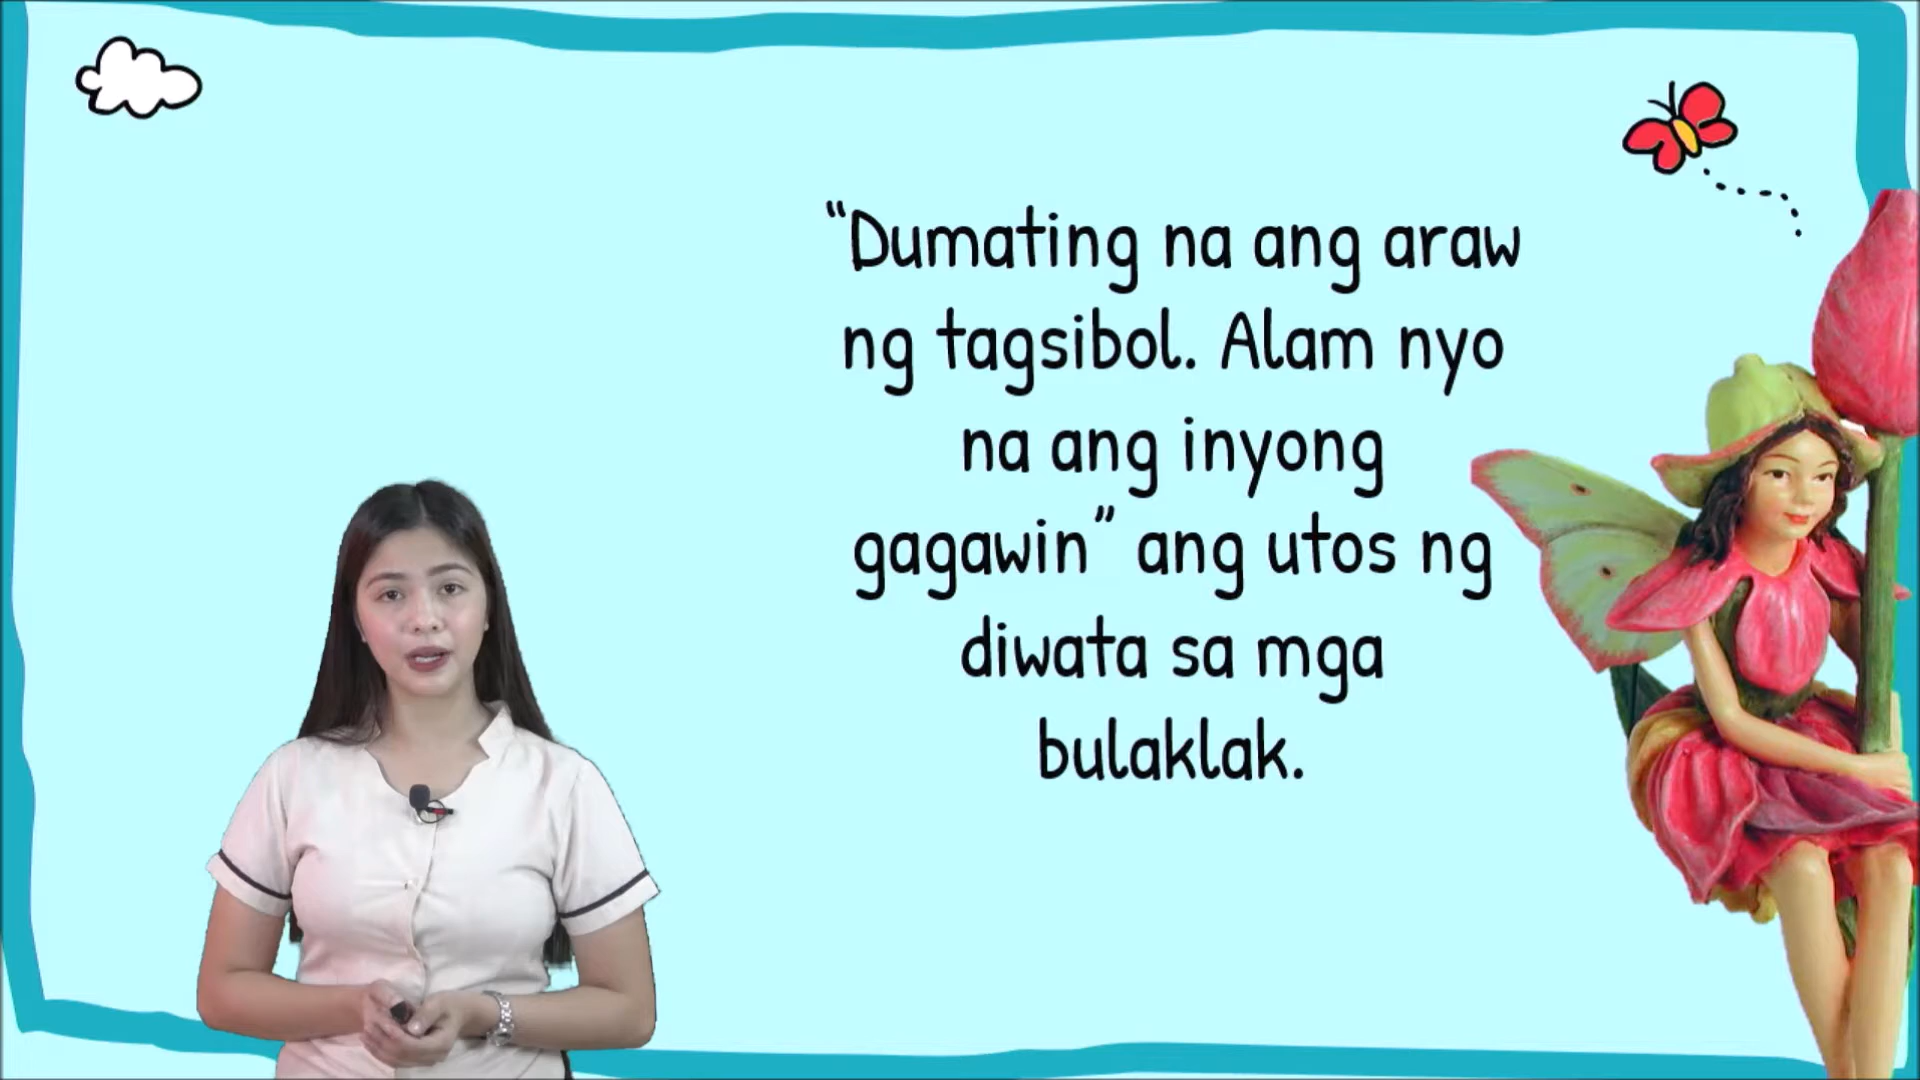 “Dumating na ang araw
ng tagsibol. Alam nyo
na ang inyong
gagawin” ang utos ng
diwata sa mga
bulaklak.